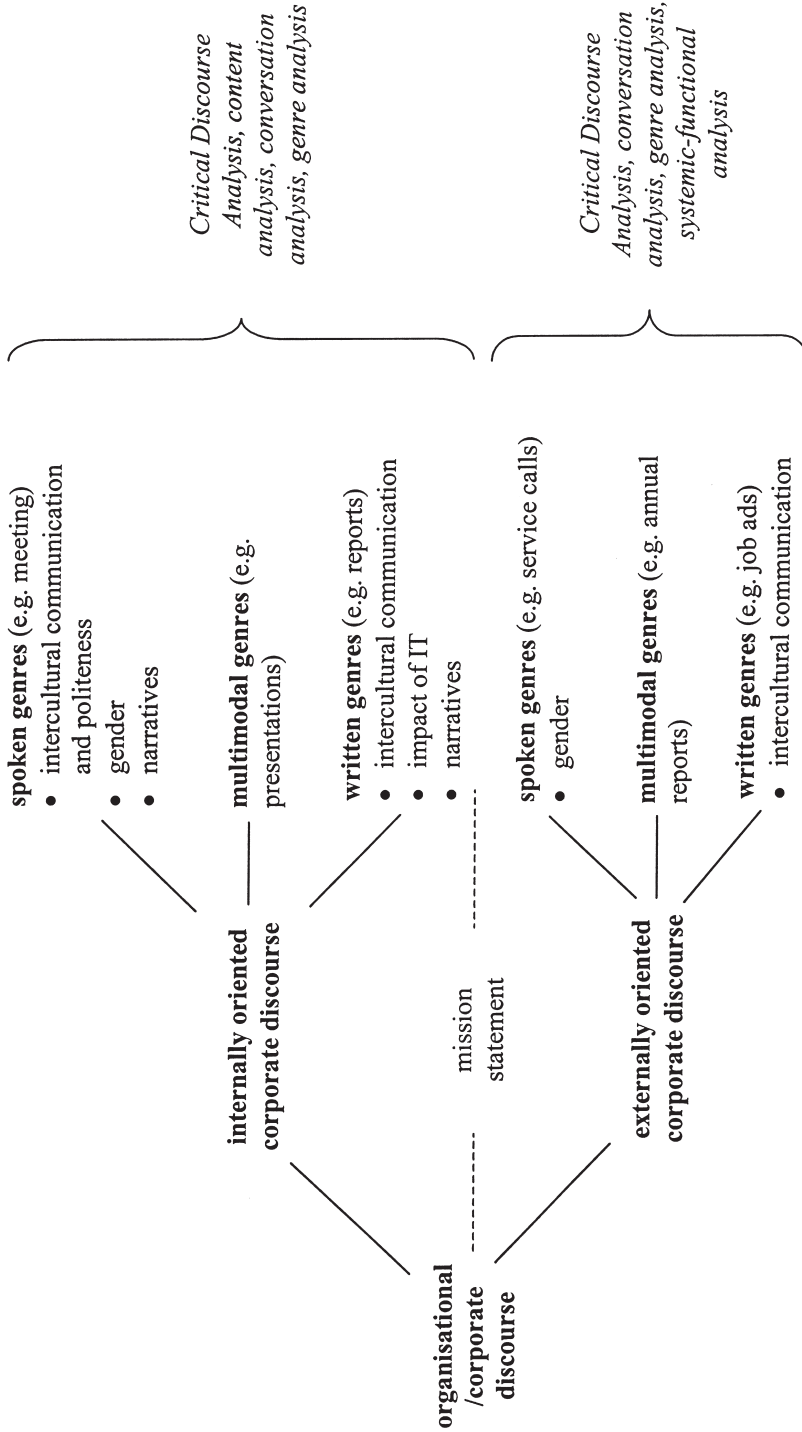 organisational
/corporate
discourse
internally oriented
corporate discourse
mission
statement
externally oriented
corporate discourse
spoken genres (e.g. meeting)
• intercultural communication
and politeness
• gender
• narratives
multimodal genres (e.g.
presentations)
written genres (e.g. reports)
• intercultural communication
• impact of IT
• narratives
spoken genres (e.g. service calls)
• gender
multimodal genres (e.g. annual
reports)
written genres (e.g. job ads)
• intercultural communication
Critical Discourse
Analysis, content
analysis, conversation
analysis, genre analysis
Critical Discourse
Analysis, conversation
analysis, genre analysis,
systemic-functional
analysis